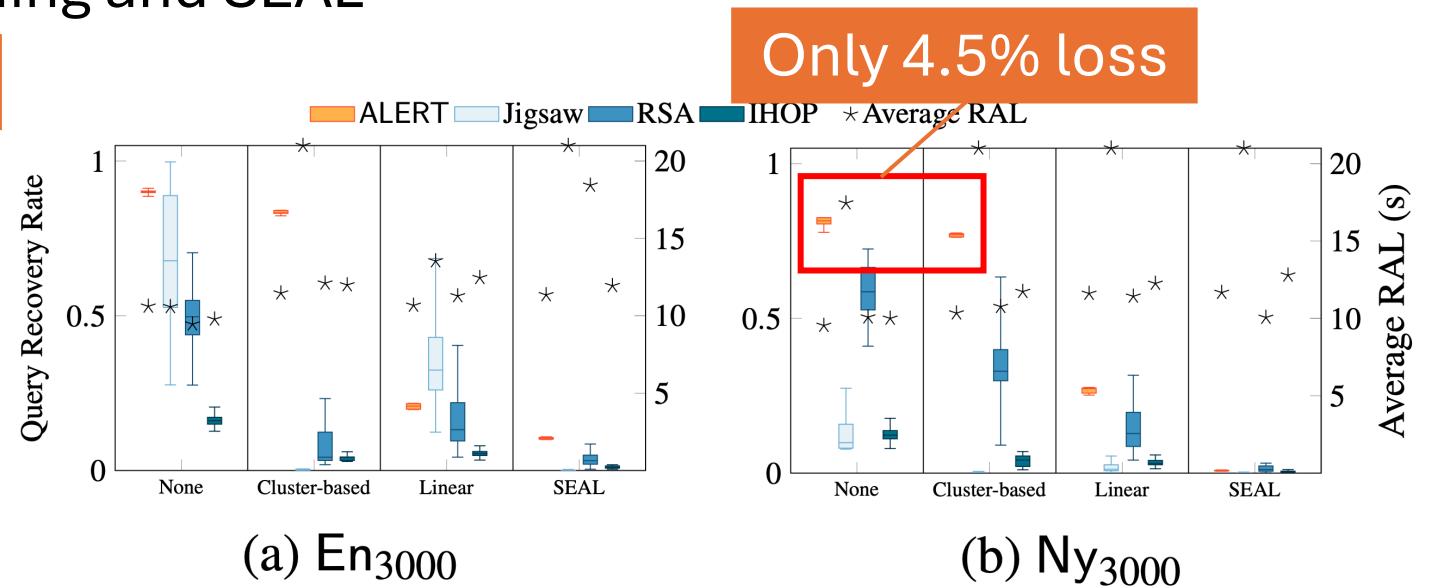 ing and SEAL
Only 4.5% loss
ALERT Jigsaw RSA IHOP Average RAL
Query Recovery Rate
1
0.5
0
20
15
10
5
None Cluster-based Linear SEAL
(a) En3000
1
0.5
0
20
15
10
5
Average RAL (s)
None Cluster-based Linear SEAL
(b) Ny3000